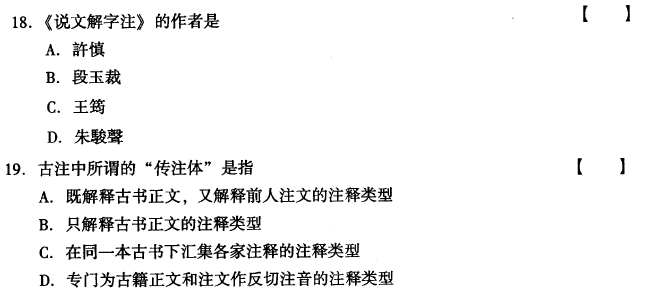 18.《说文解字注》的作者是 【 】
A. 許慎
B. 段玉裁
C. 王筠
D. 朱駿聲
19. 古注中所谓的“传注体”是指 【 】
A. 既解释古书正文，又解释前人注文的注释类型
B. 只解释古书正文的注释类型
C. 在同一本古书下汇集各家注释的注释类型
D. 专门为古籍正文和注文作反切注音的注释类型